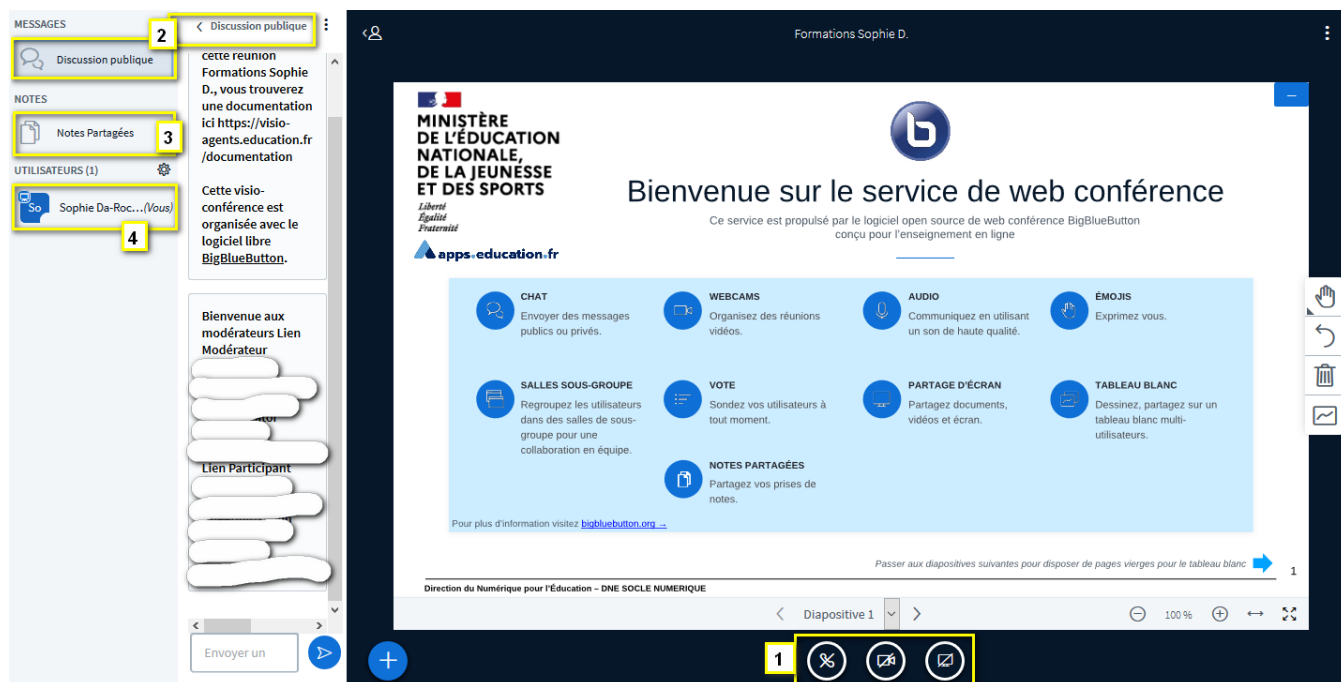 MESSAGES
2
Discussion publique
NOTES
Notes Partagées
3
UTILISATEURS (1)
So
Sophie Da-Roc...(Vous)
4
Discussion publique
cette réunion
Formations Sophie
D., vous trouverez
une documentation
ici https://visio-
agents.education.fr
/documentation
Cette visio-
conférence est
organisée avec le
logiciel libre
BigBlueButton.
Bienvenue aux
modérateurs Lien
Modérateur
Lien Participant
Envoyer un
Formations Sophie D.
MINISTÈRE
DE L'ÉDUCATION
NATIONALE,
DE LA JEUNESSE
ET DES SPORTS
Liberté
Égalité
Fraternité
apps.education.fr
b
Bienvenue sur le service de web conférence
Ce service est propulsé par le logiciel open source de web conférence BigBlueButton
conçu pour l'enseignement en ligne
CHAT
Envoyer des messages
publics ou privés.
WEBCAMS
Organisez des réunions
vidéos.
AUDIO
Communiquez en utilisant
un son de haute qualité.
ÉMOJIS
Exprimez vous.
SALLES SOUS-GROUPE
Regroupez les utilisateurs
dans des salles de sous-
groupe pour une
collaboration en équipe.
VOTE
Sondez vos utilisateurs à
tout moment.
PARTAGE D'ÉCRAN
Partagez documents,
vidéos et écran.
TABLEAU BLANC
Dessinez, partagez sur un
tableau blanc multi-
utilisateurs.
NOTES PARTAGÉES
Partagez vos prises de
notes.
Pour plus d'information visitez bigbluebutton.org →
Passer aux diapositives suivantes pour disposer de pages vierges pour le tableau blanc
1
Direction du Numérique pour l'Éducation – DNE SOCLE NUMERIQUE
Diapositive 1
100 %
1